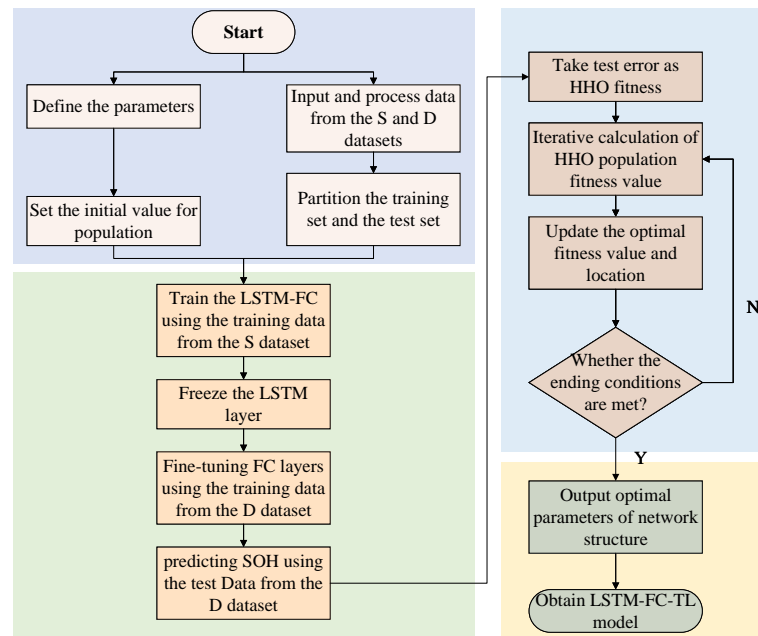 Start
Define the parameters
Set the initial value for
population
Input and process data
from the S and D
datasets
Partition the training
set and the test set
Train the LSTM-FC
using the training data
from the S dataset
Freeze the LSTM
layer
Fine-tuning FC layers
using the training data
from the D dataset
predicting SOH using
the test Data from the
D dataset
Take test error as
HHO fitness
Iterative calculation of
HHO population
fitness value
Update the optimal
fitness value and
location
Whether the
ending conditions
are met?
N
Y
Output optimal
parameters of network
structure
Obtain LSTM-FC-TL
model